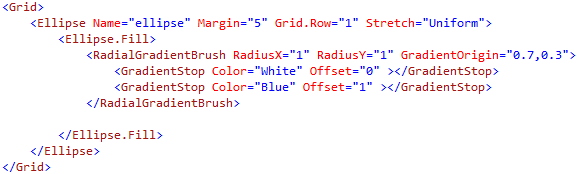 <Grid>
    <Ellipse Name="ellipse" Margin="5" Grid.Row="1" Stretch="Uniform">
        <Ellipse.Fill>
            <RadialGradientBrush RadiusX="1" RadiusY="1" GradientOrigin="0.7,0.3">
                <GradientStop Color="White" Offset="0" ></GradientStop>
                <GradientStop Color="Blue" Offset="1" ></GradientStop>
            </RadialGradientBrush>

        </Ellipse.Fill>
    </Ellipse>
</Grid>